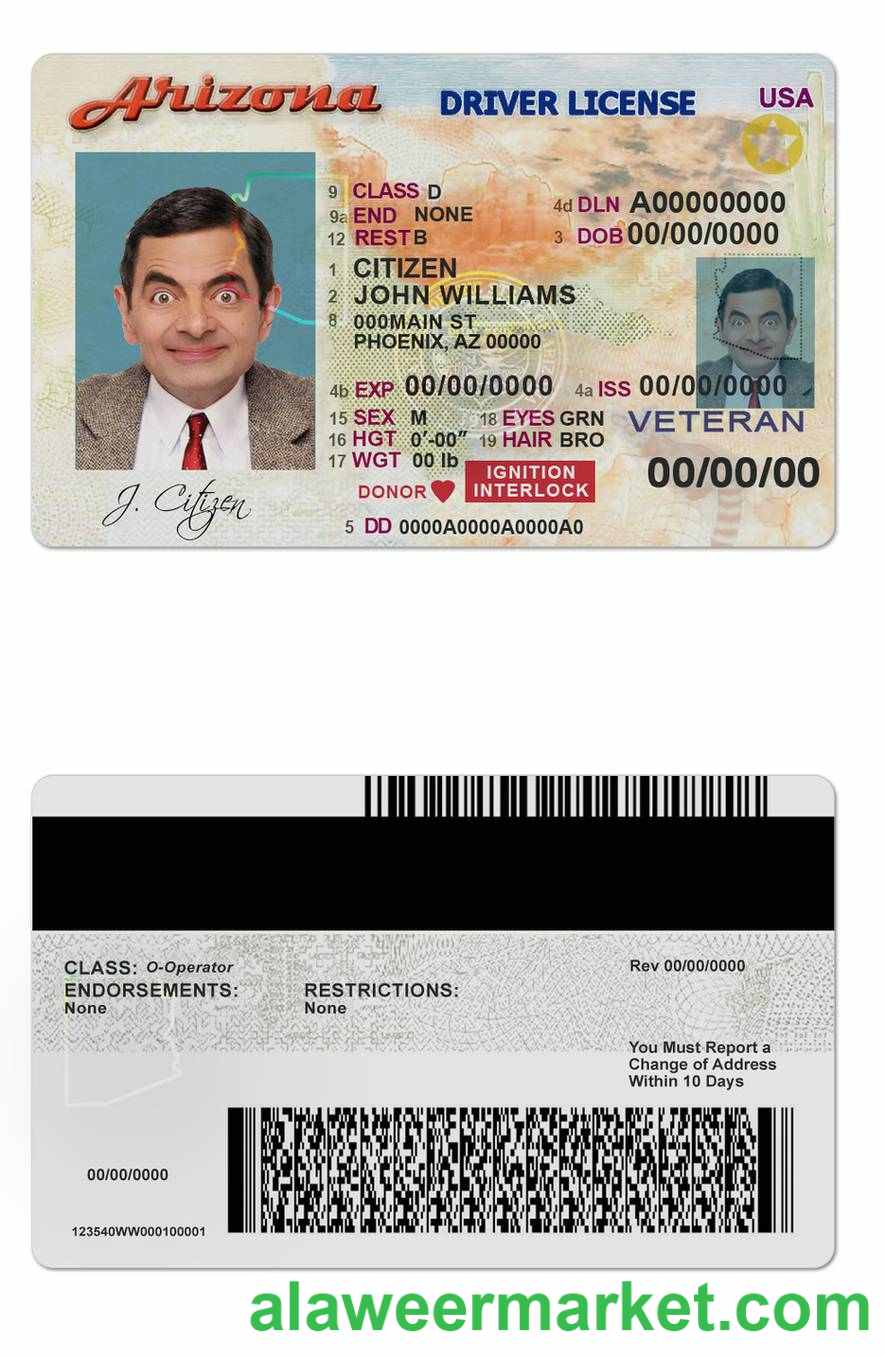 Arizona
DRIVER LICENSE
USA
9 CLASS D
9a END NONE
4d DLN A00000000
12 REST B
3 DOB 00/00/0000
1 CITIZEN
2 JOHN WILLIAMS
8 000MAIN ST
PHOENIX, AZ 00000
4b EXP 00/00/0000 4a ISS 00/00/0000
15 SEX M 18 EYES GRN
VETERAN
16 HGT 0'-00" 19 HAIR BRO
17 WGT 00 lb
00/00/00
DONOR
IGNITION
INTERLOCK
J. Citizen
5 DD 0000A0000A0000A0
CLASS: O-Operator
Rev 00/00/0000
ENDORSEMENTS: RESTRICTIONS:
None None
You Must Report a
Change of Address
Within 10 Days
00/00/0000
123540WW000100001
alaweermarket.com